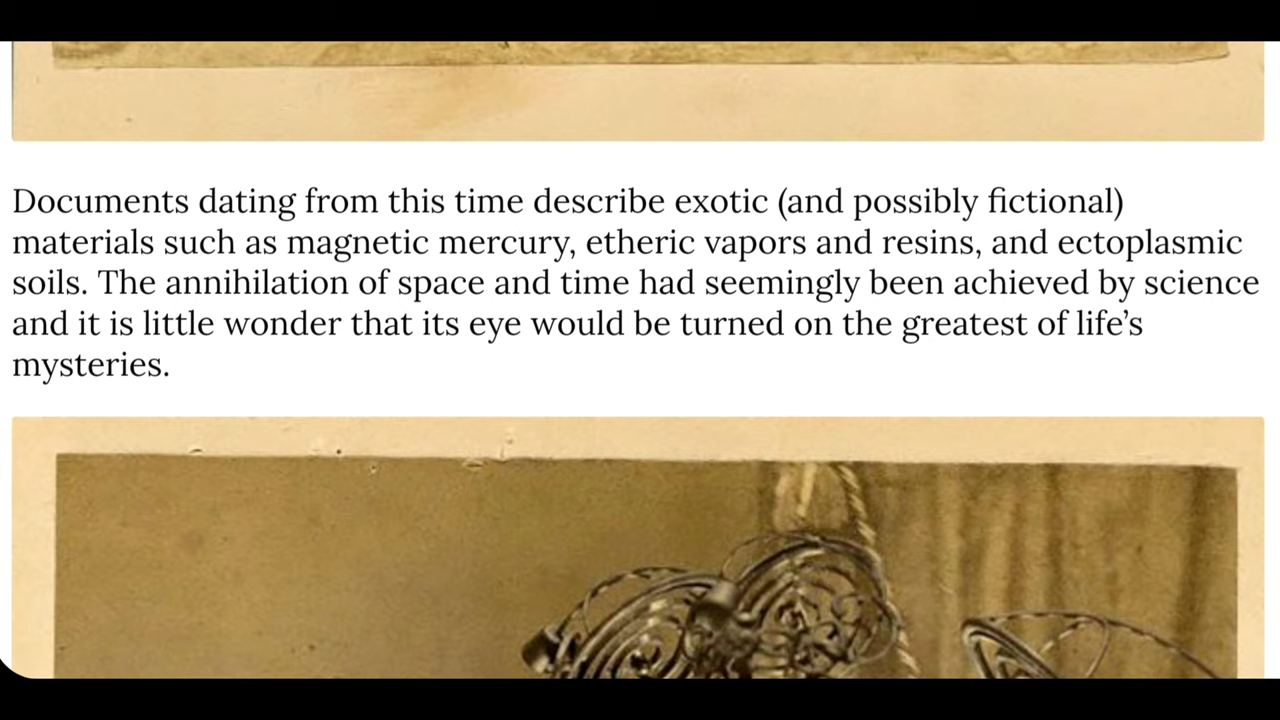 Documents dating from this time describe exotic (and possibly fictional)
materials such as magnetic mercury, etheric vapors and resins, and ectoplasmic
soils. The annihilation of space and time had seemingly been achieved by science
and it is little wonder that its eye would be turned on the greatest of life’s
mysteries.